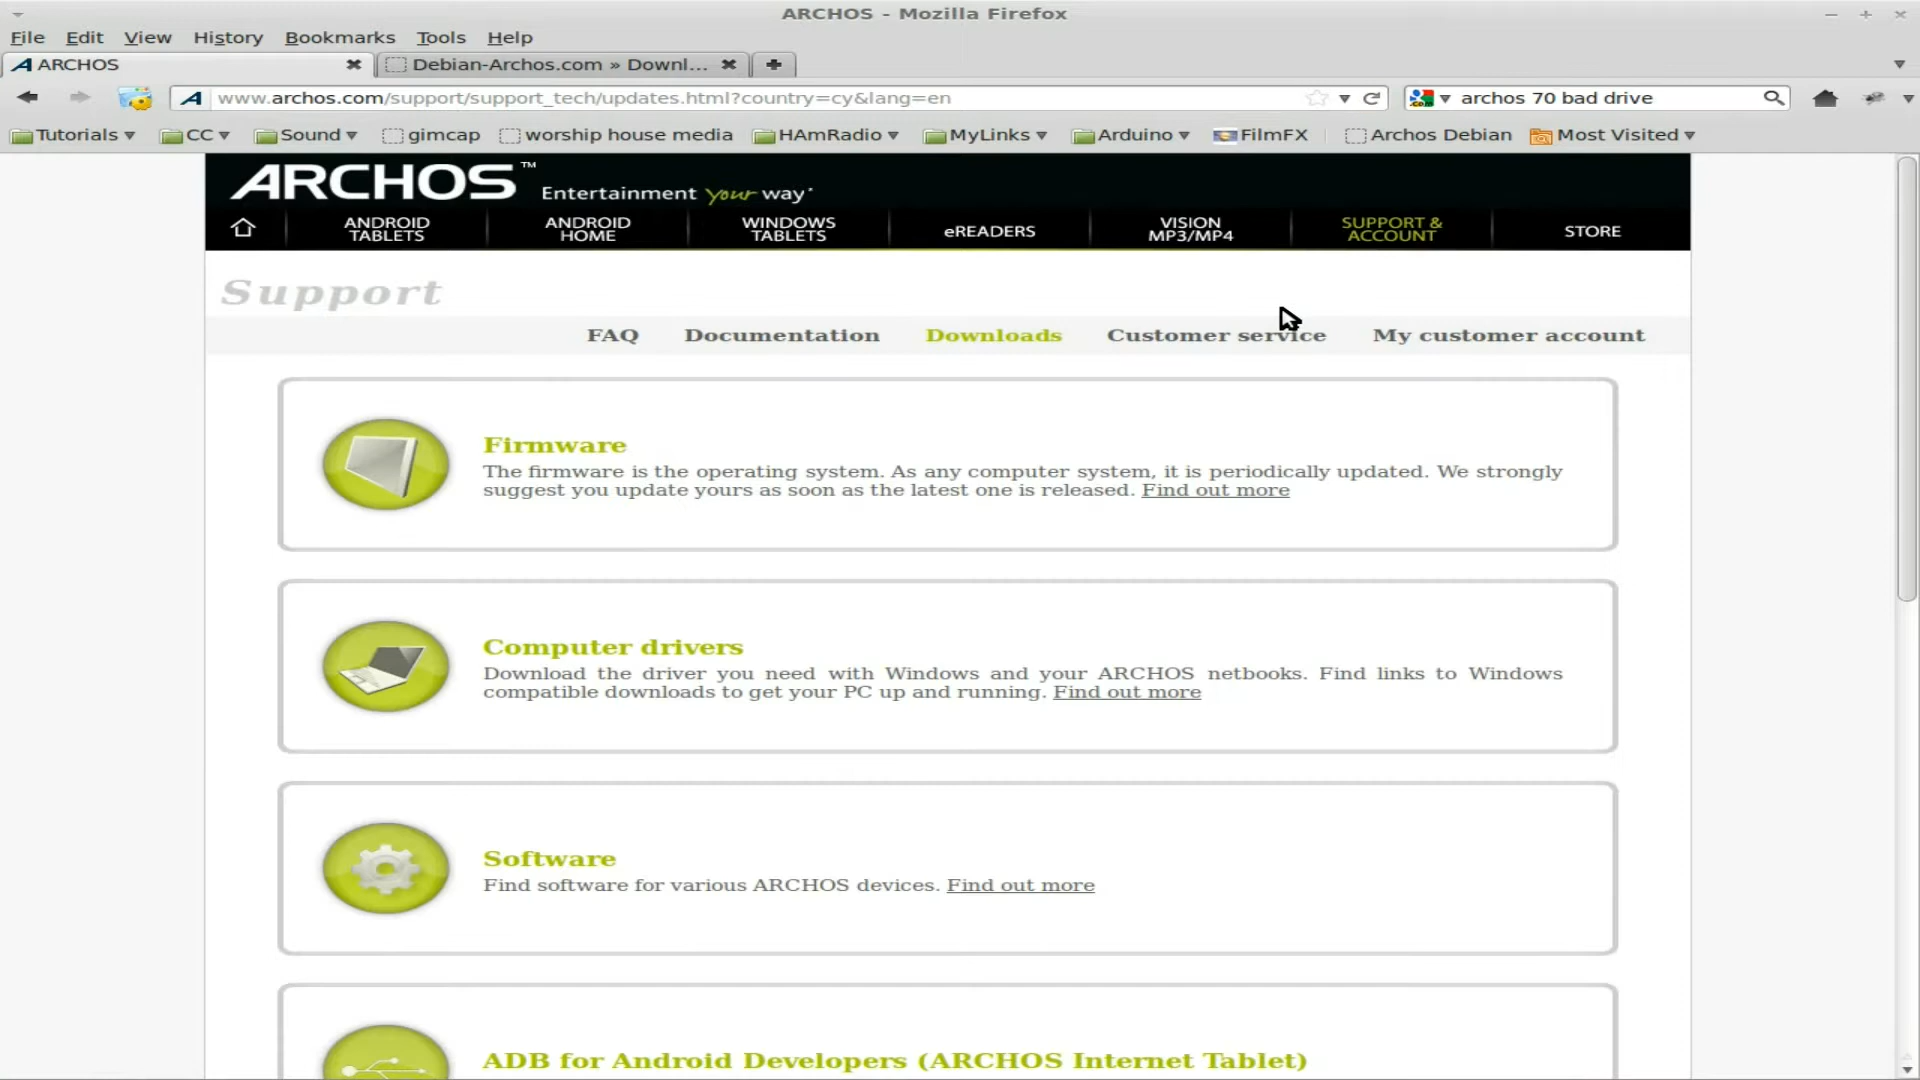 ARCHOS - Mozilla Firefox
File Edit View History Bookmarks Tools Help
ARCHOS
Debian-Archos.com » Downl...
www.archos.com/support/support_tech/updates.html?country=cy&lang=en
archos 70 bad drive
Tutorials CC Sound gimcap worship house media HAmRadio MyLinks Arduino FilmFX Archos Debian Most Visited
ARCHOS™ Entertainment your way
ANDROID TABLETS
ANDROID HOME
WINDOWS TABLETS
eREADERS
VISION MP3/MP4
SUPPORT & ACCOUNT
STORE
Support
FAQ Documentation Downloads Customer service My customer account
Firmware
The firmware is the operating system. As any computer system, it is periodically updated. We strongly
suggest you update yours as soon as the latest one is released. Find out more
Computer drivers
Download the driver you need with Windows and your ARCHOS netbooks. Find links to Windows
compatible downloads to get your PC up and running. Find out more
Software
Find software for various ARCHOS devices. Find out more
ADB for Android Developers (ARCHOS Internet Tablet)